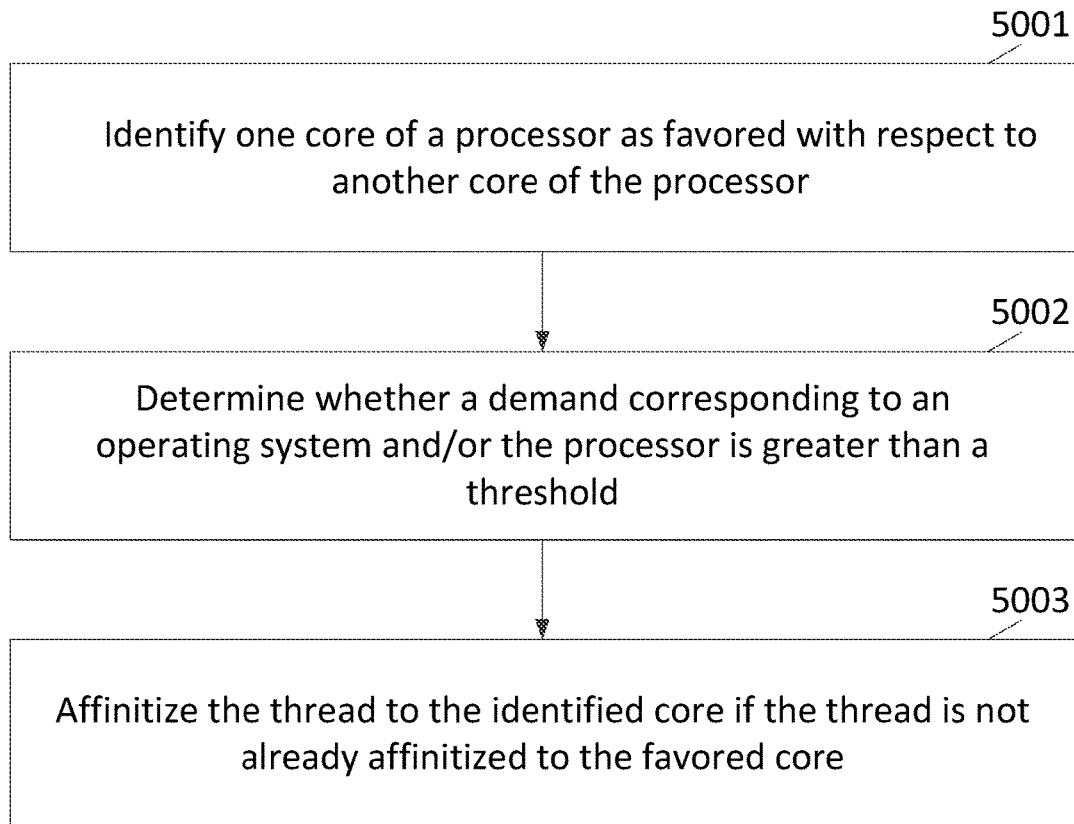 5001
Identify one core of a processor as favored with respect to
another core of the processor
5002
Determine whether a demand corresponding to an
operating system and/or the processor is greater than a
threshold
5003
Affinitize the thread to the identified core if the thread is not
already affinitized to the favored core